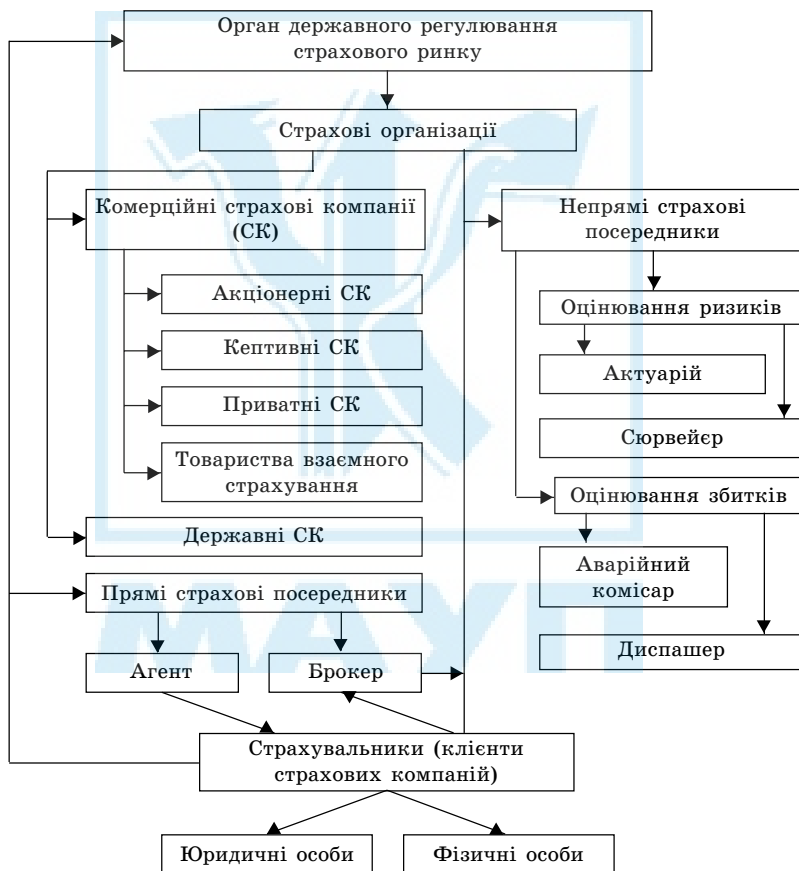 Орган державного регулювання
страхового ринку
Страхові організації
Комерційні страхові компанії
(СК)
Акціонерні СК
Кептивні СК
Приватні СК
Товариства взаємного
страхування
Державні СК
Прямі страхові посередники
Агент
Брокер
Непрямі страхові
посередники
Оцінювання ризиків
Актуарій
Сюрвейєр
Оцінювання збитків
Аварійний
комісар
Диспашер
Страхувальники (клієнти
страхових компаній)
Юридичні особи
Фізичні особи
МАУП